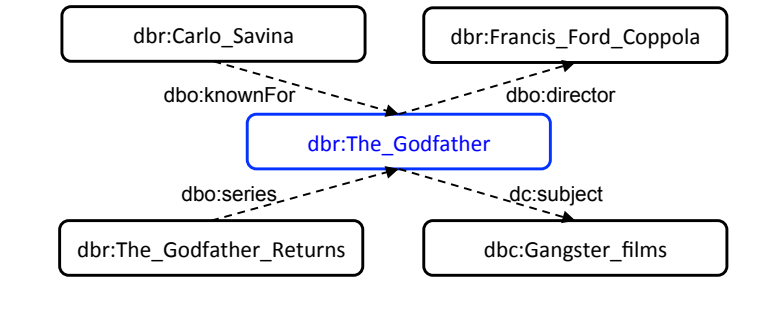 dbr:Carlo_Savina
dbr:Francis_Ford_Coppola
dbo:knownFor
dbo:director
dbr:The_Godfather
dbo:series
dc:subject
dbr:The_Godfather_Returns
dbc:Gangster_films